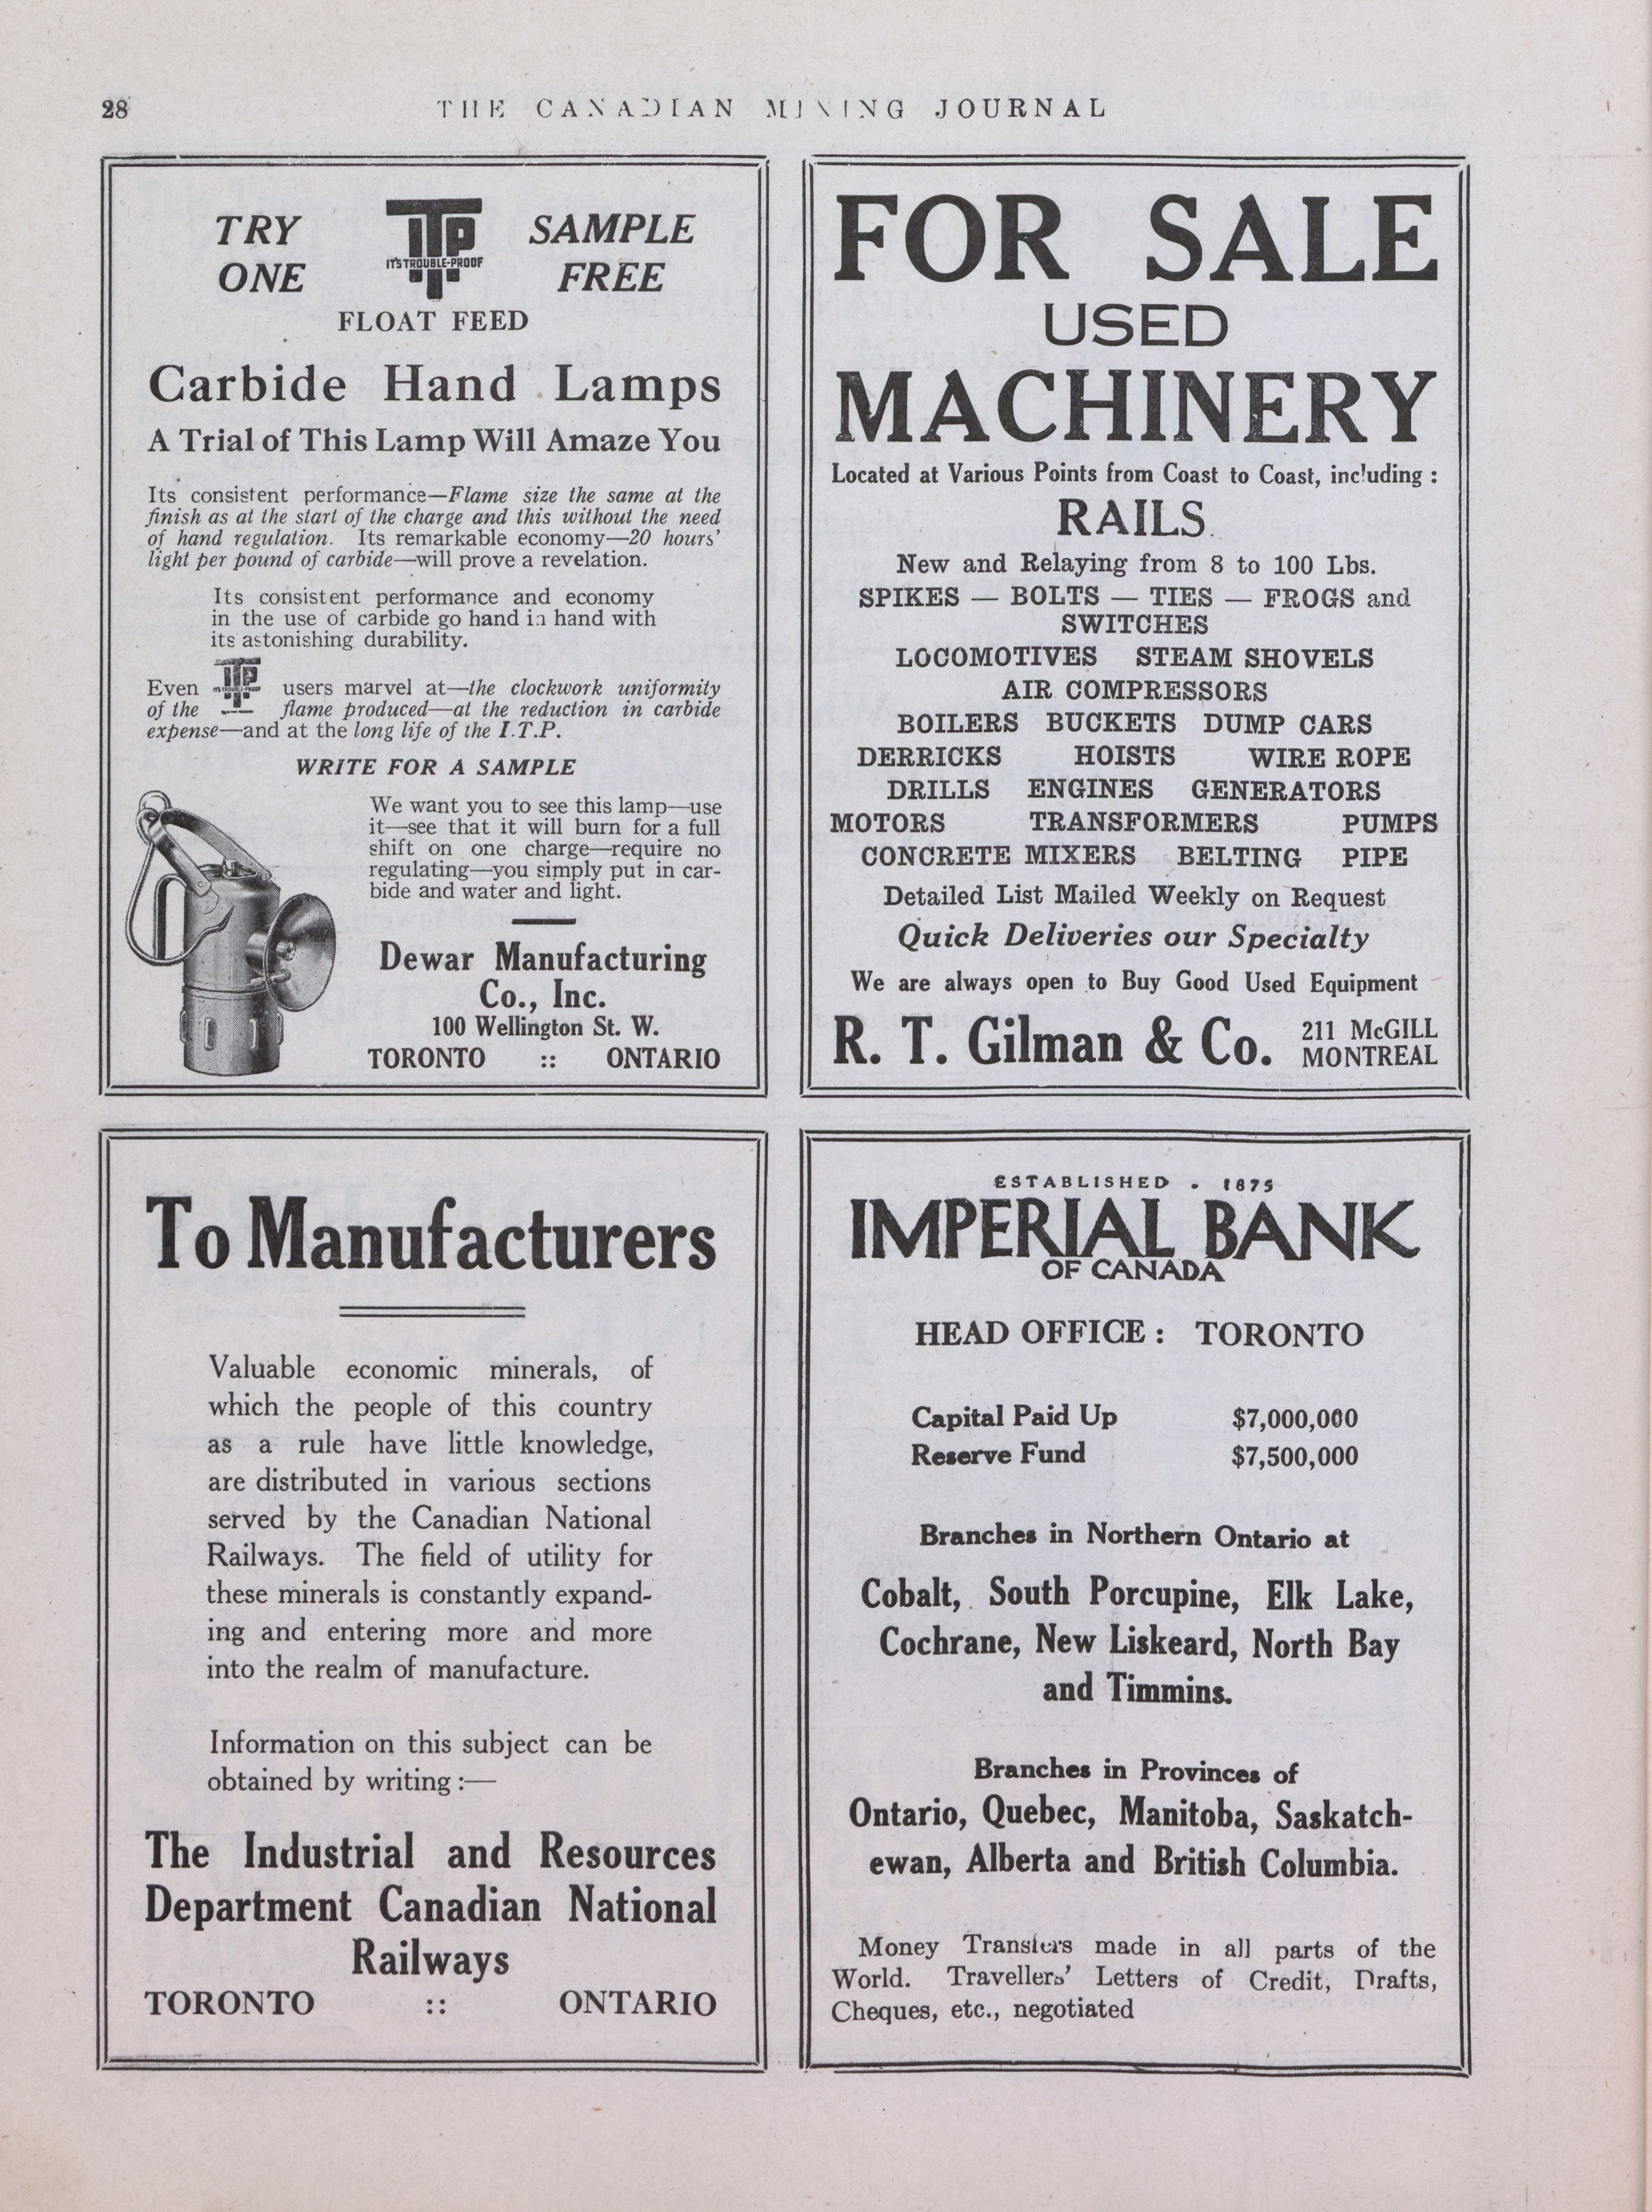 28
THE CANADIAN MINING JOURNAL
TRY ONE
ITP
IT'S TROUBLE-PROOF
SAMPLE FREE
FLOAT FEED
Carbide Hand Lamps
A Trial of This Lamp Will Amaze You
Its consistent performance—Flame size the same at the
finish as at the start of the charge and this without the need
of hand regulation. Its remarkable economy—20 hours'
light per pound of carbide—will prove a revelation.
Its consistent performance and economy
in the use of carbide go hand in hand with
its astonishing durability.
Even ITP users marvel at—the clockwork uniformity
of the flame produced—at the reduction in carbide
expense—and at the long life of the I.T.P.
WRITE FOR A SAMPLE
We want you to see this lamp—use
it—see that it will burn for a full
shift on one charge—require no
regulating—you simply put in car-
bide and water and light.
Dewar Manufacturing
Co., Inc.
100 Wellington St. W.
TORONTO :: ONTARIO
FOR SALE
USED
MACHINERY
Located at Various Points from Coast to Coast, including :
RAILS
New and Relaying from 8 to 100 Lbs.
SPIKES — BOLTS — TIES — FROGS and
SWITCHES
LOCOMOTIVES STEAM SHOVELS
AIR COMPRESSORS
BOILERS BUCKETS DUMP CARS
DERRICKS HOISTS WIRE ROPE
DRILLS ENGINES GENERATORS
MOTORS TRANSFORMERS PUMPS
CONCRETE MIXERS BELTING PIPE
Detailed List Mailed Weekly on Request
Quick Deliveries our Specialty
We are always open to Buy Good Used Equipment
R. T. Gilman & Co. 211 McGILL
MONTREAL
To Manufacturers
Valuable economic minerals, of
which the people of this country
as a rule have little knowledge,
are distributed in various sections
served by the Canadian National
Railways. The field of utility for
these minerals is constantly expand-
ing and entering more and more
into the realm of manufacture.
Information on this subject can be
obtained by writing :—
The Industrial and Resources
Department Canadian National
Railways
TORONTO :: ONTARIO
ESTABLISHED . 1875
IMPERIAL BANK
OF CANADA
HEAD OFFICE : TORONTO
Capital Paid Up $7,000,000
Reserve Fund $7,500,000
Branches in Northern Ontario at
Cobalt, South Porcupine, Elk Lake,
Cochrane, New Liskeard, North Bay
and Timmins.
Branches in Provinces of
Ontario, Quebec, Manitoba, Saskatch-
ewan, Alberta and British Columbia.
Money Transfers made in all parts of the
World. Travellers' Letters of Credit, Drafts,
Cheques, etc., negotiated